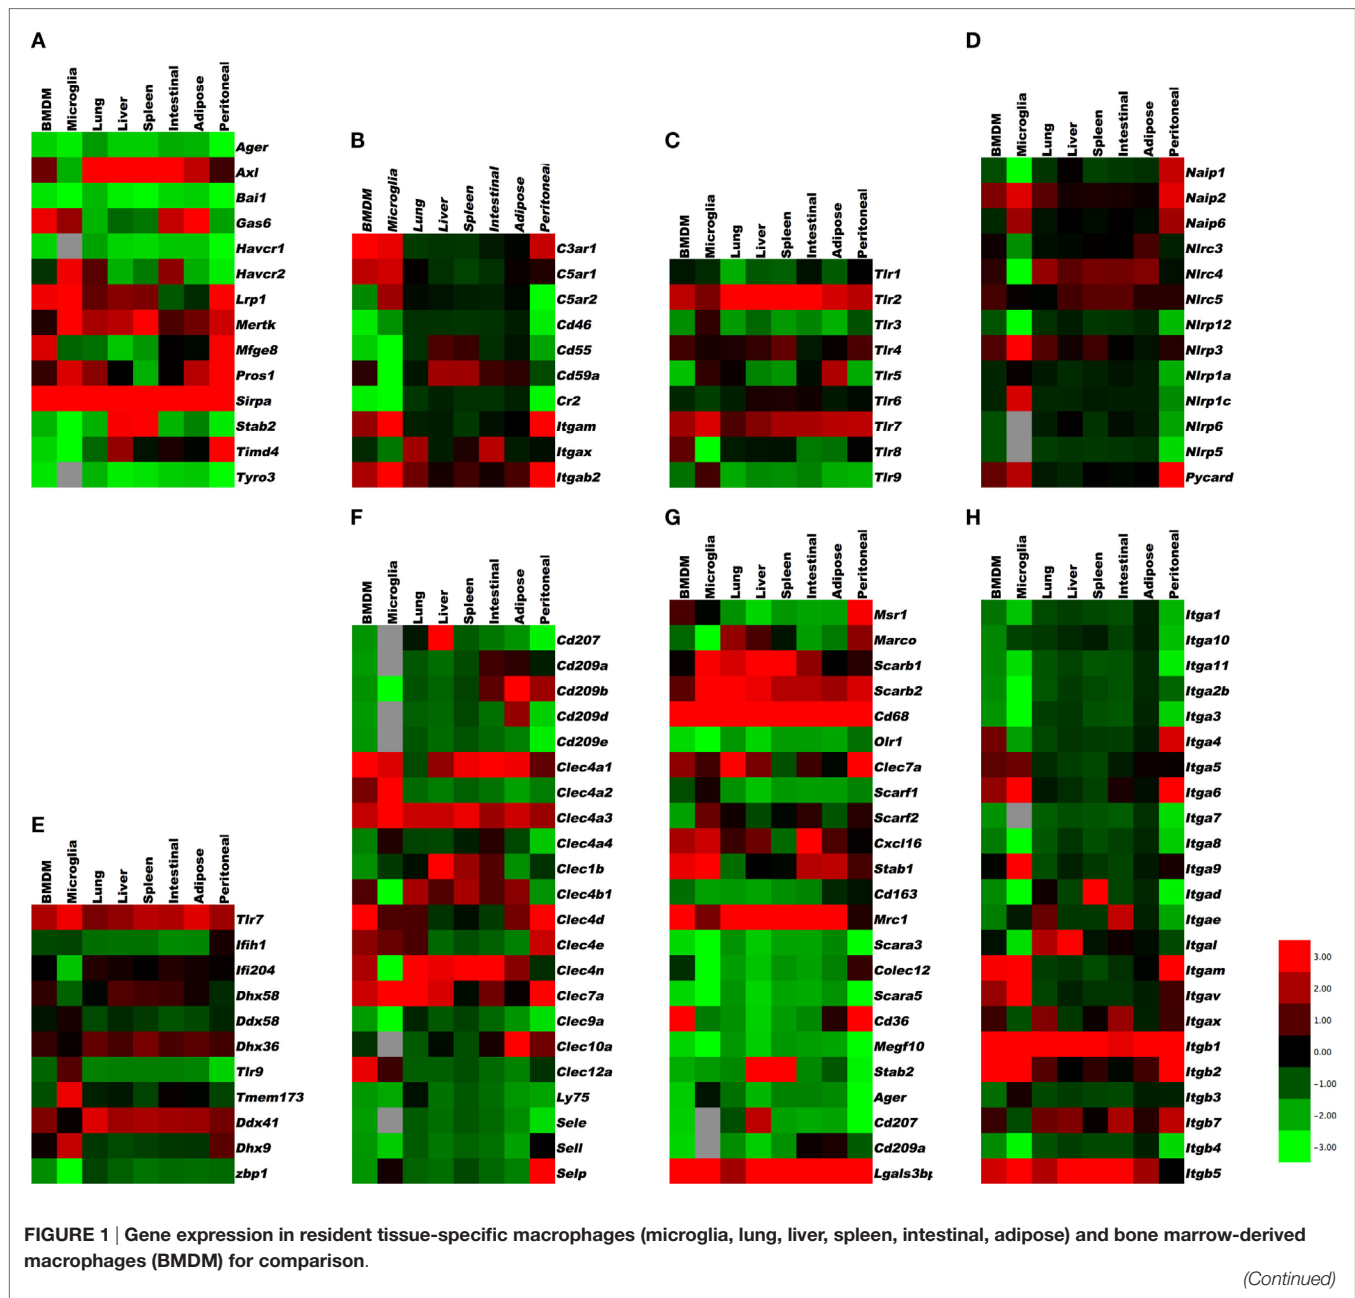 A
BMDM
Microglia
Lung
Liver
Spleen
Intestinal
Adipose
Peritoneal
Ager
Axl
Bai1
Gas6
Havcr1
Havcr2
Lrp1
Mertk
Mfge8
Pros1
Sirpa
Stab2
Timd4
Tyro3
B
BMDM
Microglia
Lung
Liver
Spleen
Intestinal
Adipose
Peritoneal
C3ar1
C5ar1
C5ar2
Cd46
Cd55
Cd59a
Cr2
Itgam
Itgax
Itgab2
C
BMDM
Microglia
Lung
Liver
Spleen
Intestinal
Adipose
Peritoneal
Tlr1
Tlr2
Tlr3
Tlr4
Tlr5
Tlr6
Tlr7
Tlr8
Tlr9
D
BMDM
Microglia
Lung
Liver
Spleen
Intestinal
Adipose
Peritoneal
Naip1
Naip2
Naip6
Nlrc3
Nlrc4
Nlrc5
Nlrp12
Nlrp3
Nlrp1a
Nlrp1c
Nlrp6
Nlrp5
Pycard
E
BMDM
Microglia
Lung
Liver
Spleen
Intestinal
Adipose
Peritoneal
Tlr7
Ifih1
Ifi204
Dhx58
Ddx58
Dhx36
Tlr9
Tmem173
Ddx41
Dhx9
zbp1
F
BMDM
Microglia
Lung
Liver
Spleen
Intestinal
Adipose
Peritoneal
Cd207
Cd209a
Cd209b
Cd209d
Cd209e
Clec4a1
Clec4a2
Clec4a3
Clec4a4
Clec1b
Clec4b1
Clec4d
Clec4e
Clec4n
Clec7a
Clec9a
Clec10a
Clec12a
Ly75
Sele
Sell
Selp
G
BMDM
Microglia
Lung
Liver
Spleen
Intestinal
Adipose
Peritoneal
Msr1
Marco
Scarb1
Scarb2
Cd68
Olr1
Clec7a
Scarf1
Scarf2
Cxcl16
Stab1
Cd163
Mrc1
Scara3
Colec12
Scara5
Cd36
Megf10
Stab2
Ager
Cd207
Cd209a
Lgals3bp
H
BMDM
Microglia
Lung
Liver
Spleen
Intestinal
Adipose
Peritoneal
Itga1
Itga10
Itga11
Itga2b
Itga3
Itga4
Itga5
Itga6
Itga7
Itga8
Itga9
Itgad
Itgae
Itgal
Itgam
Itgav
Itgax
Itgb1
Itgb2
Itgb3
Itgb7
Itgb4
Itgb5
3.00
2.00
1.00
0.00
-1.00
-2.00
-3.00
FIGURE 1 | Gene expression in resident tissue-specific macrophages (microglia, lung, liver, spleen, intestinal, adipose) and bone marrow-derived
macrophages (BMDM) for comparison.
(Continued)